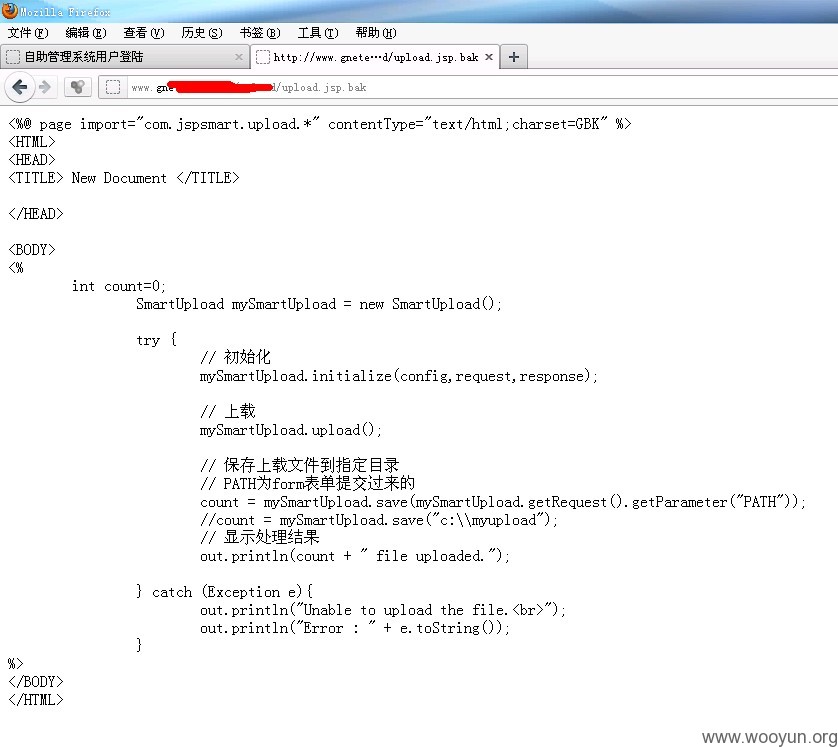 Mozilla Firefox
文件(F) 编辑(E) 查看(V) 历史(S) 书签(B) 工具(T) 帮助(H)
自助管理系统用户登陆 × http://www.gnete…d/upload.jsp.bak × +
www.gne d/upload.jsp.bak
<%@ page import="com.jspsmart.upload.*" contentType="text/html;charset=GBK" %>
<HTML>
<HEAD>
<TITLE> New Document </TITLE>
</HEAD>
<BODY>
<%
int count=0;
SmartUpload mySmartUpload = new SmartUpload();
try {
// 初始化
mySmartUpload.initialize(config,request,response);
// 上载
mySmartUpload.upload();
// 保存上载文件到指定目录
// PATH为form表单提交过来的
count = mySmartUpload.save(mySmartUpload.getRequest().getParameter("PATH"));
//count = mySmartUpload.save("c:\\myupload");
// 显示处理结果
out.println(count + " file uploaded.");
} catch (Exception e){
out.println("Unable to upload the file.<br>");
out.println("Error : " + e.toString());
}
%>
</BODY>
</HTML>
www.wooyun.org